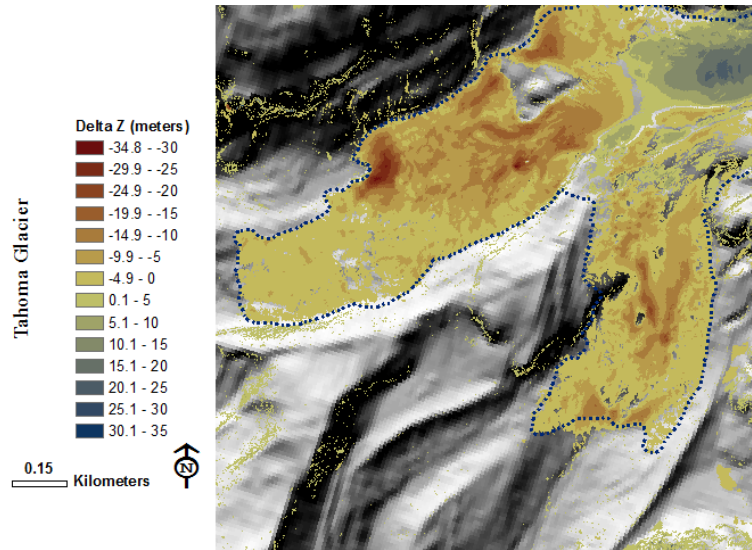 Tahoma Glacier
Delta Z (meters)
-34.8 - -30
-29.9 - -25
-24.9 - -20
-19.9 - -15
-14.9 - -10
-9.9 - -5
-4.9 - 0
0.1 - 5
5.1 - 10
10.1 - 15
15.1 - 20
20.1 - 25
25.1 - 30
30.1 - 35
0.15
Kilometers
N